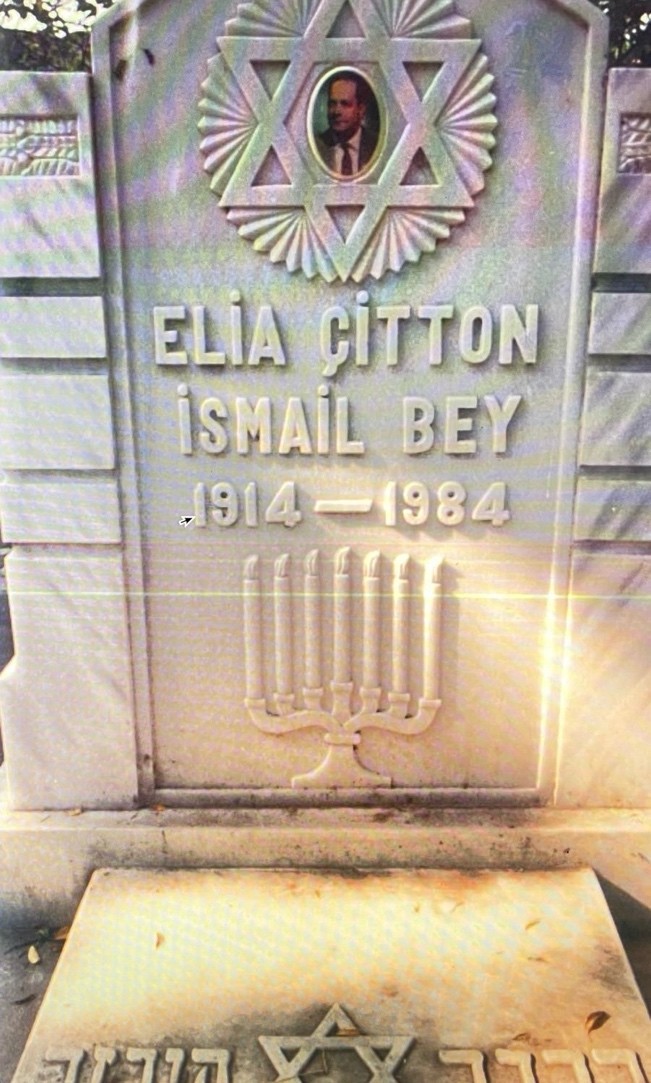 ELİA ÇİTTON
İSMAİL BEY
1914 — 1984